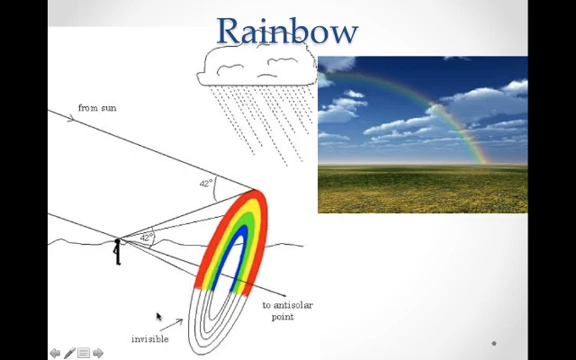 Rainbow
from sun
42°
42°
to antisolar
point
invisible